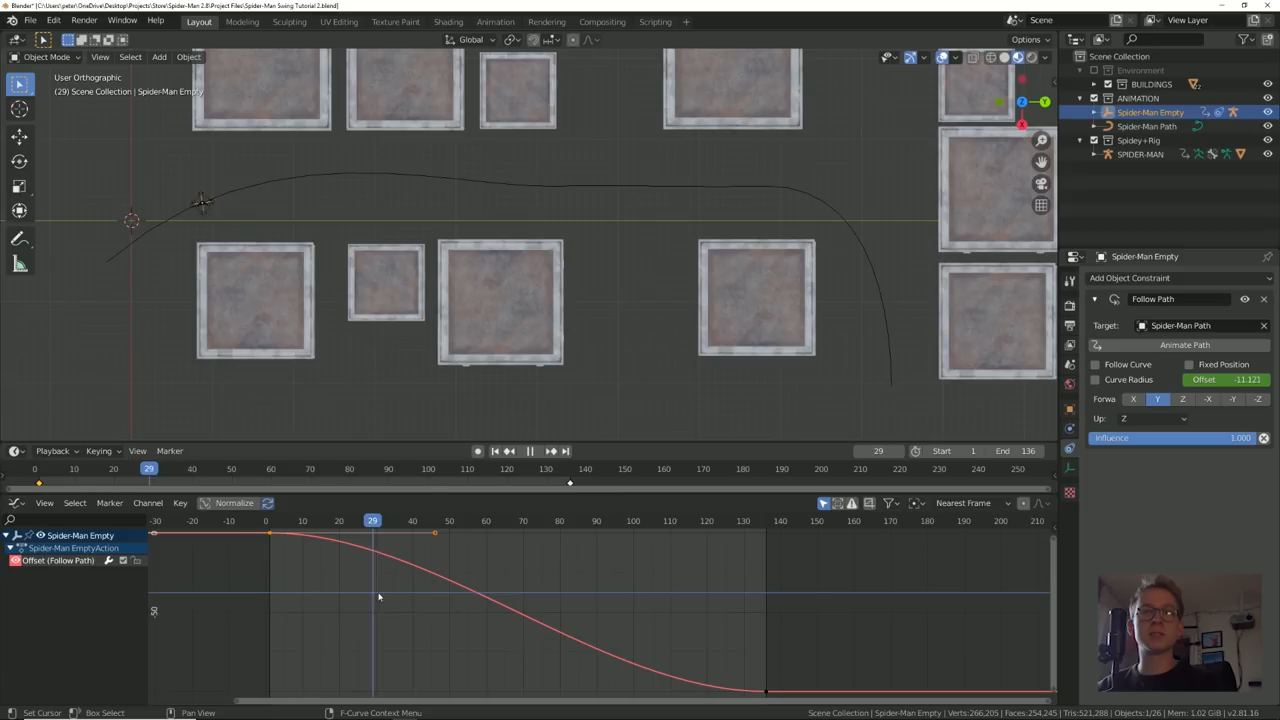 Blender* [C:\Users\peter\OneDrive\Desktop\Projects\Store\Spider-Man 2.8\Project Files\Spider-Man Swing Tutorial 2.blend]
File Edit Render Window Help Layout Modeling Sculpting UV Editing Texture Paint Shading Animation Rendering Compositing Scripting Scene View Layer
Global Options
Object Mode View Select Add Object
User Orthographic
(29) Scene Collection | Spider-Man Empty
Z Y X
Scene Collection
Environment
BUILDINGS
ANIMATION
Spider-Man Empty
Spider-Man Path
Spidey+Rig
SPIDER-MAN
Spider-Man Empty
Add Object Constraint
Follow Path
Target: Spider-Man Path
Animate Path
Follow Curve Fixed Position
Curve Radius Offset -11.121
Forwa X Y Z -X -Y -Z
Up: Z
Influence 1.000
Playback Keying View Marker 29 Start 1 End 136
0 10 20 29 40 50 60 70 80 90 100 110 120 130 140 150 160 170 180 190 200 210 220 230 240 250
View Select Marker Channel Key Normalize Nearest Frame
-30 -20 -10 0 10 20 29 40 50 60 70 80 90 100 110 120 130 140 150 160 170 180 190 200 210
Spider-Man Empty
Spider-Man EmptyAction
Offset (Follow Path)
0
-50
Set Cursor Box Select Pan View F-Curve Context Menu Scene Collection | Spider-Man Empty | Verts:266,205 | Faces:254,245 | Tris:521,288 | Objects:1/26 | Mem: 1.02 GiB | v2.81.16